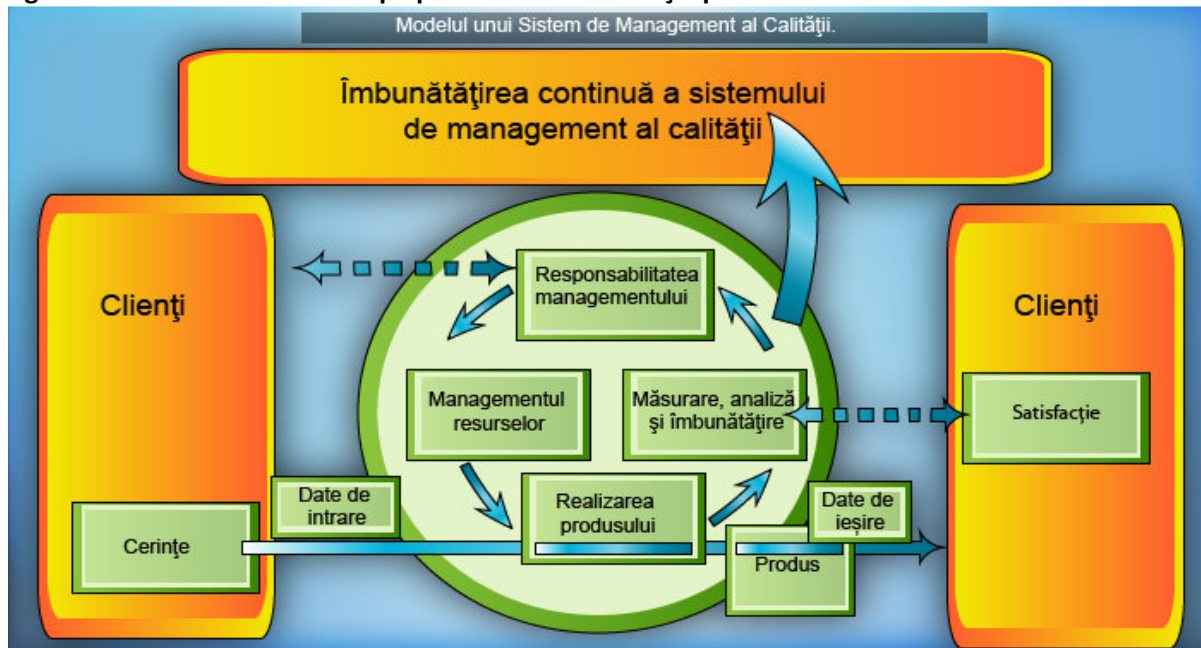 Modelul unui Sistem de Management al Calităţii.
Îmbunătăţirea continuă a sistemului
de management al calităţii
Clienţi
Responsabilitatea
managementului
Clienţi
Managementul
resurselor
Măsurare, analiză
şi îmbunătăţire
Satisfacţie
Date de
intrare
Realizarea
produsului
Date de
ieșire
Cerinţe
Produs